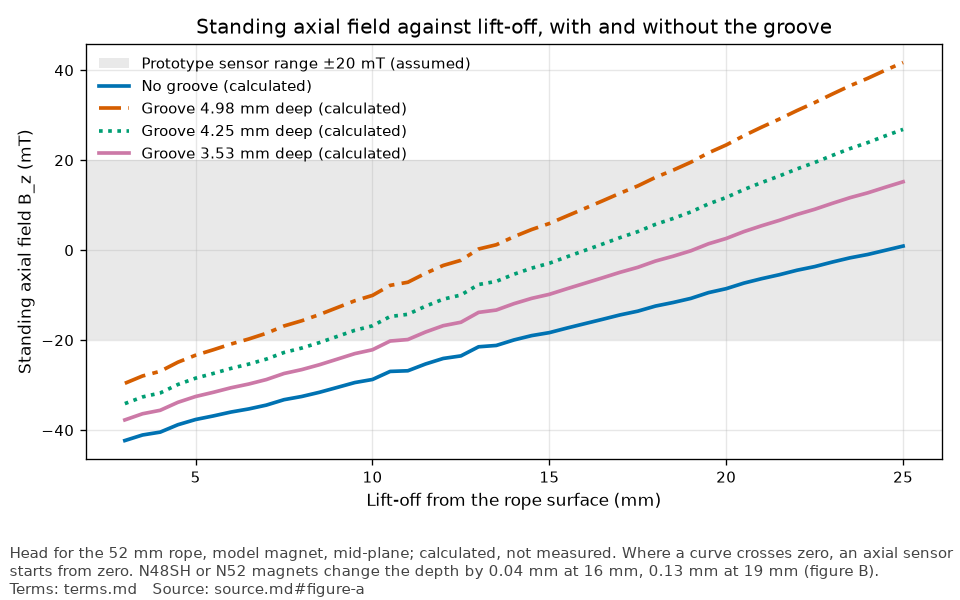 Standing axial field against lift-off, with and without the groove
Prototype sensor range ±20 mT (assumed)
No groove (calculated)
Groove 4.98 mm deep (calculated)
Groove 4.25 mm deep (calculated)
Groove 3.53 mm deep (calculated)
Standing axial field B_z (mT)
40
20
0
−20
−40
5
10
15
20
25
Lift-off from the rope surface (mm)
Head for the 52 mm rope, model magnet, mid-plane; calculated, not measured. Where a curve crosses zero, an axial sensor
starts from zero. N48SH or N52 magnets change the depth by 0.04 mm at 16 mm, 0.13 mm at 19 mm (figure B).
Terms: terms.md Source: source.md#figure-a